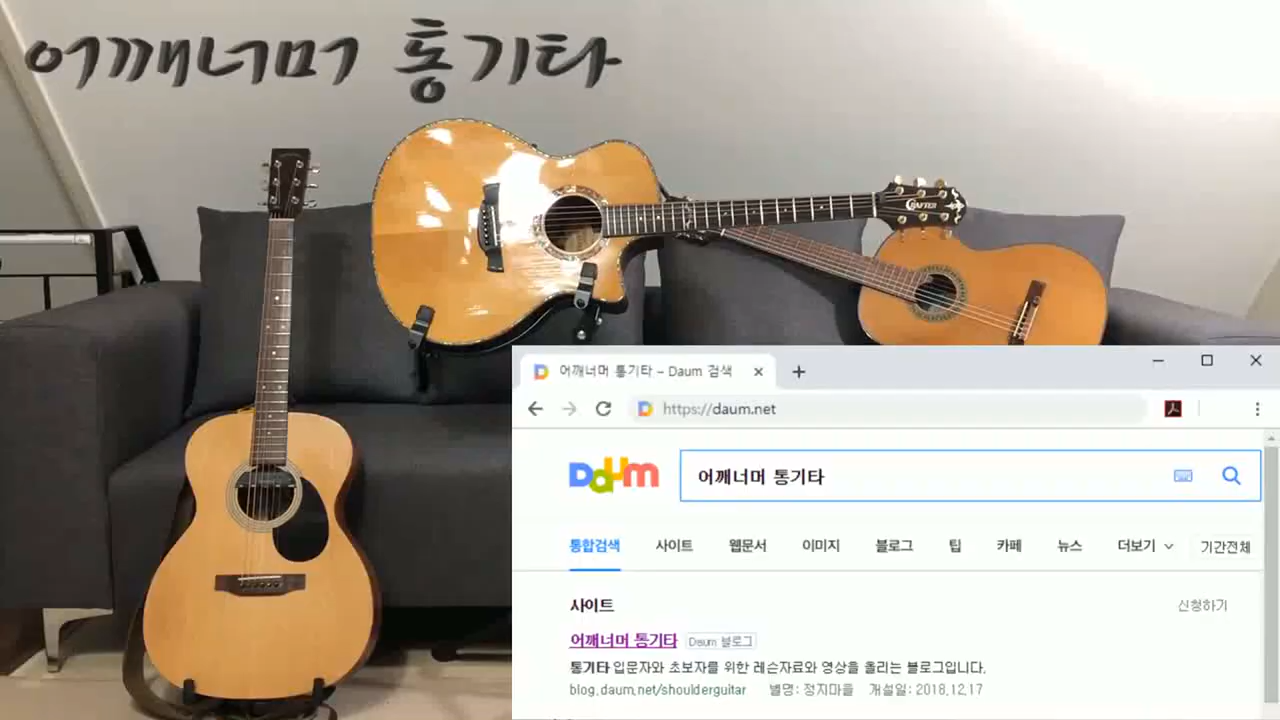 어깨너머 통기타
CRAFTER
어깨너머 통기타 – Daum 검색
https://daum.net
Daum
어깨너머 통기타
통합검색 사이트 웹문서 이미지 블로그 팁 카페 뉴스 더보기 기간전체
사이트 신청하기
어깨너머 통기타 Daum 블로그
통기타 입문자와 초보자를 위한 레슨자료와 영상을 올리는 블로그입니다.
blog.daum.net/shoulderguitar 별명: 정지마을 개설일: 2018.12.17